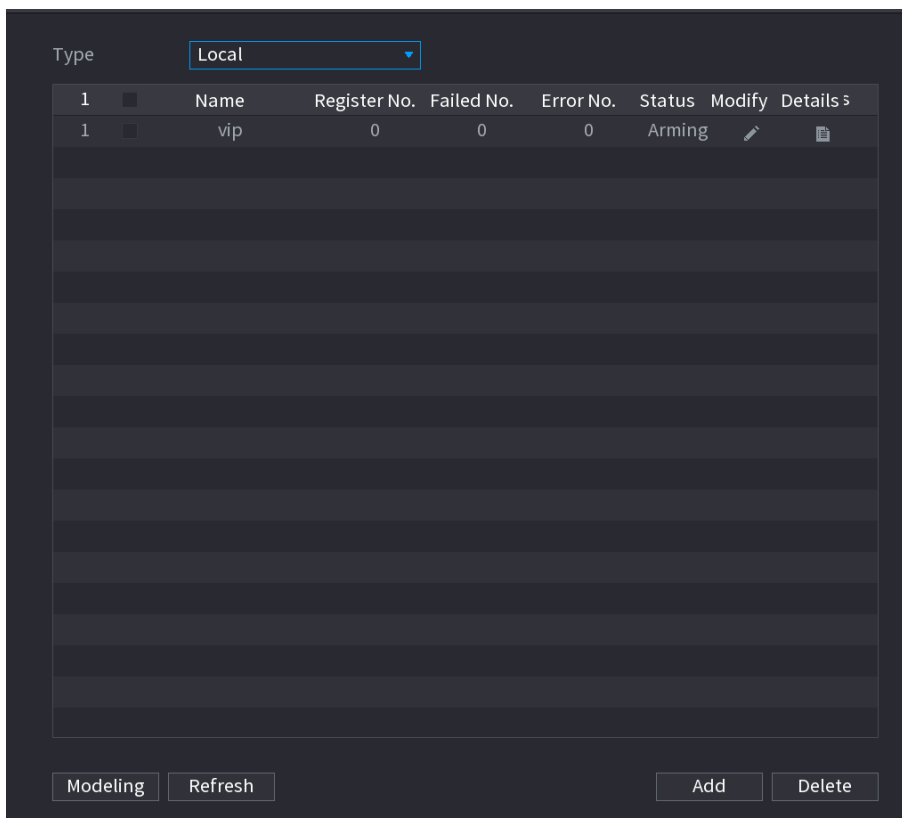 Type Local
1 Name Register No. Failed No. Error No. Status Modify Details s
1 vip 0 0 0 Arming
Modeling Refresh Add Delete